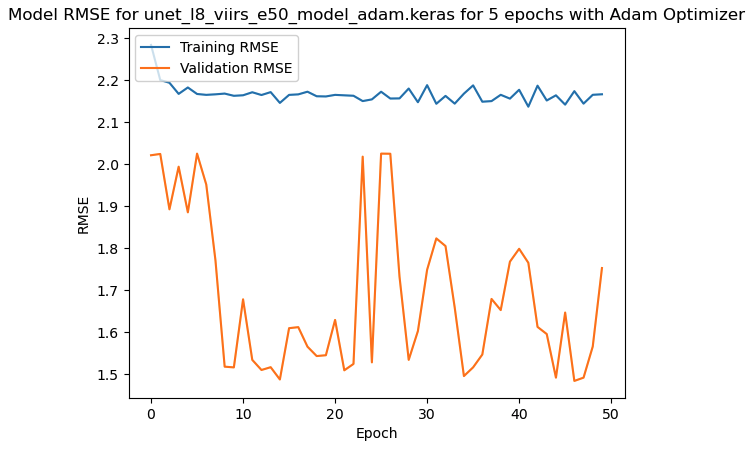 Model RMSE for unet_l8_viirs_e50_model_adam.keras for 5 epochs with Adam Optimizer
Training RMSE
Validation RMSE
2.3
2.2
2.1
2.0
1.9
1.8
1.7
1.6
1.5
RMSE
0 10 20 30 40 50
Epoch